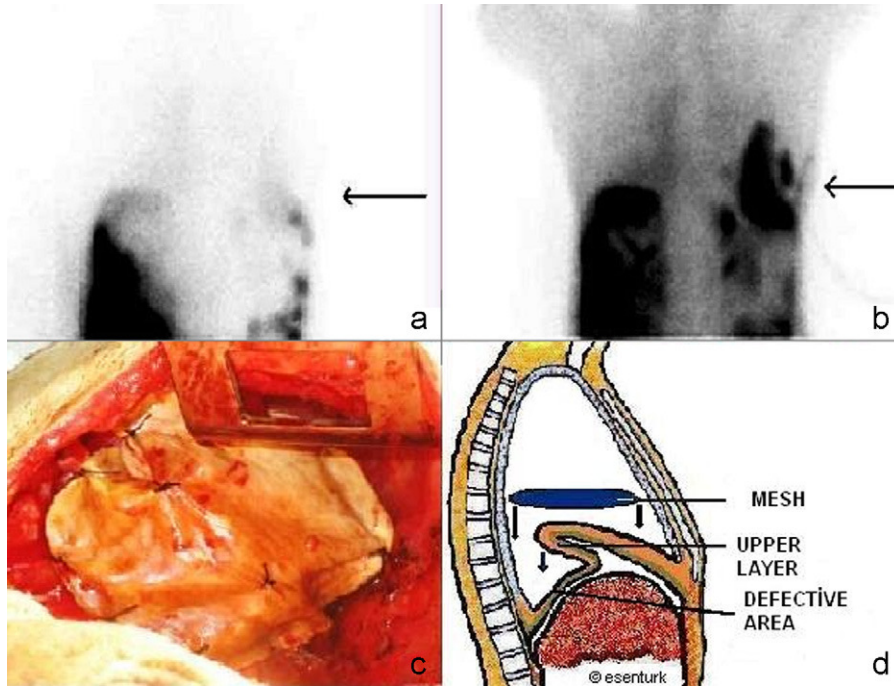 a
b
c
MESH
UPPER
LAYER
DEFECTİVE
AREA
© esenturk
d